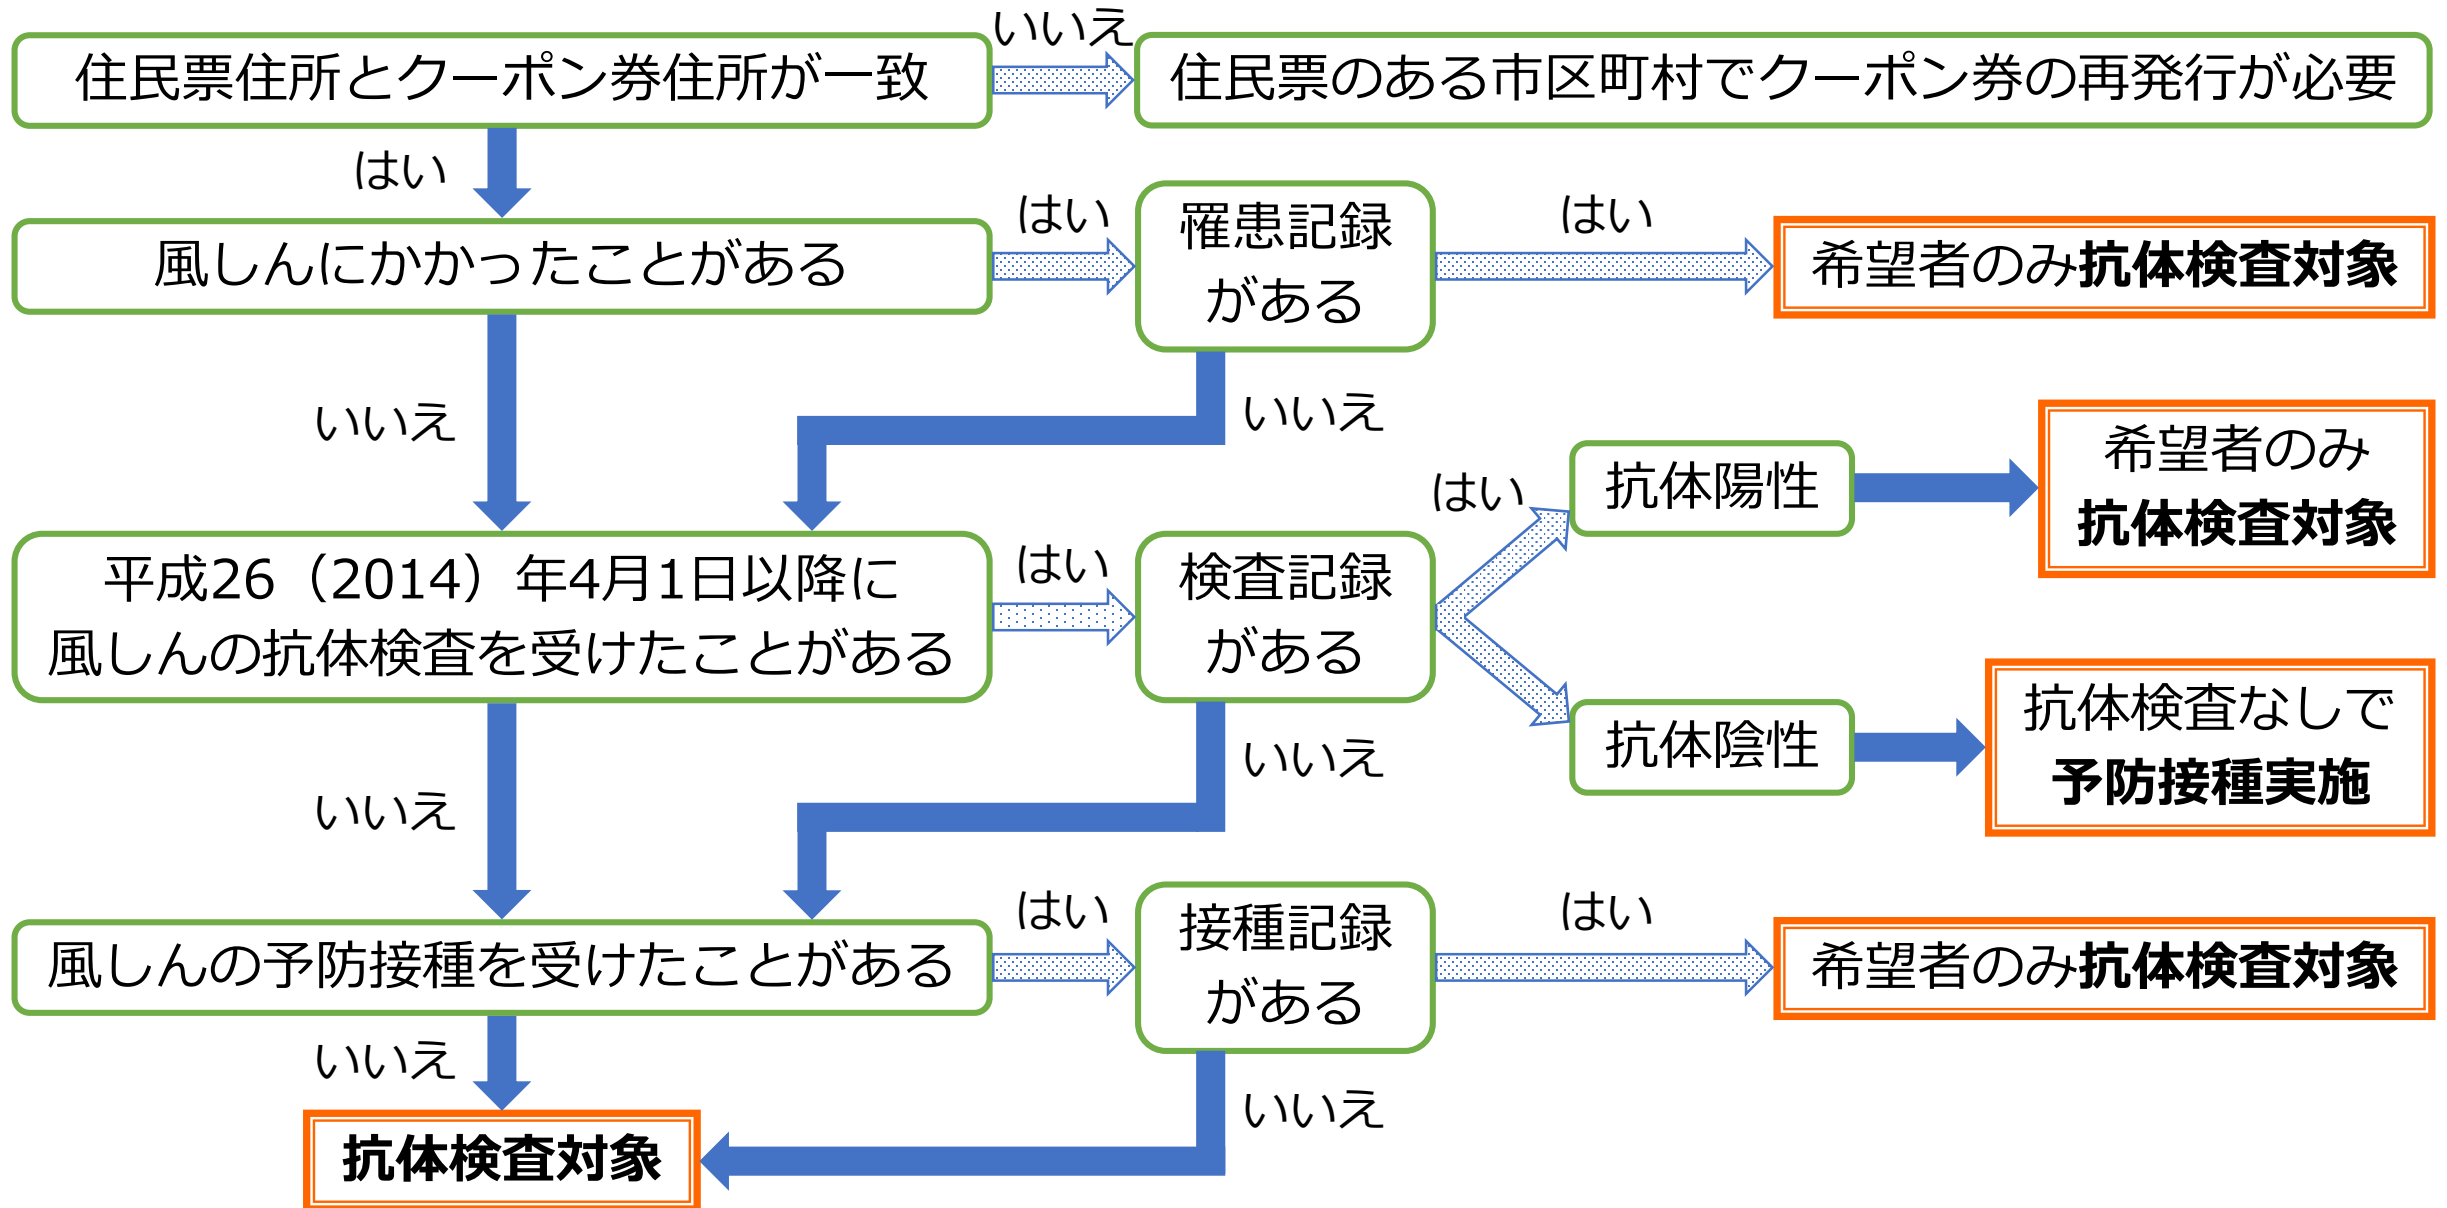 いいえ
住民票住所とクーポン券住所が一致
住民票のある市区町村でクーポン券の再発行が必要
はい
風しんにかかったことがある
はい
罹患記録
がある
はい
希望者のみ抗体検査対象
いいえ
いいえ
平成26（2014）年4月1日以降に
風しんの抗体検査を受けたことがある
はい
検査記録
がある
はい
抗体陽性
希望者のみ
抗体検査対象
抗体陰性
抗体検査なしで
予防接種実施
いいえ
いいえ
風しんの予防接種を受けたことがある
はい
接種記録
がある
はい
希望者のみ抗体検査対象
いいえ
いいえ
抗体検査対象